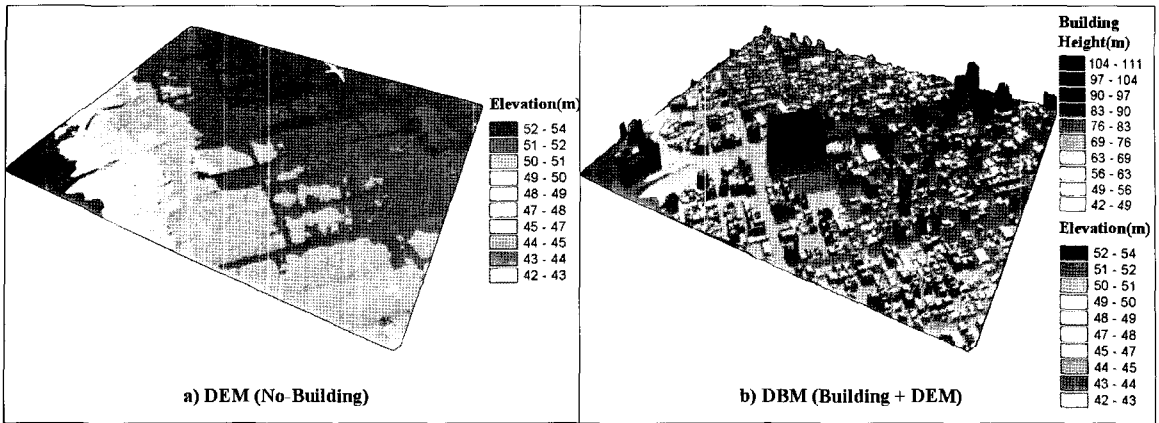 Elevation(m)
52 - 54
51 - 52
50 - 51
49 - 50
48 - 49
47 - 48
45 - 47
44 - 45
43 - 44
42 - 43
a) DEM (No-Building)
Building
Height(m)
104 - 111
97 - 104
90 - 97
83 - 90
76 - 83
69 - 76
63 - 69
56 - 63
49 - 56
42 - 49
Elevation(m)
52 - 54
51 - 52
50 - 51
49 - 50
48 - 49
47 - 48
45 - 47
44 - 45
43 - 44
42 - 43
b) DBM (Building + DEM)